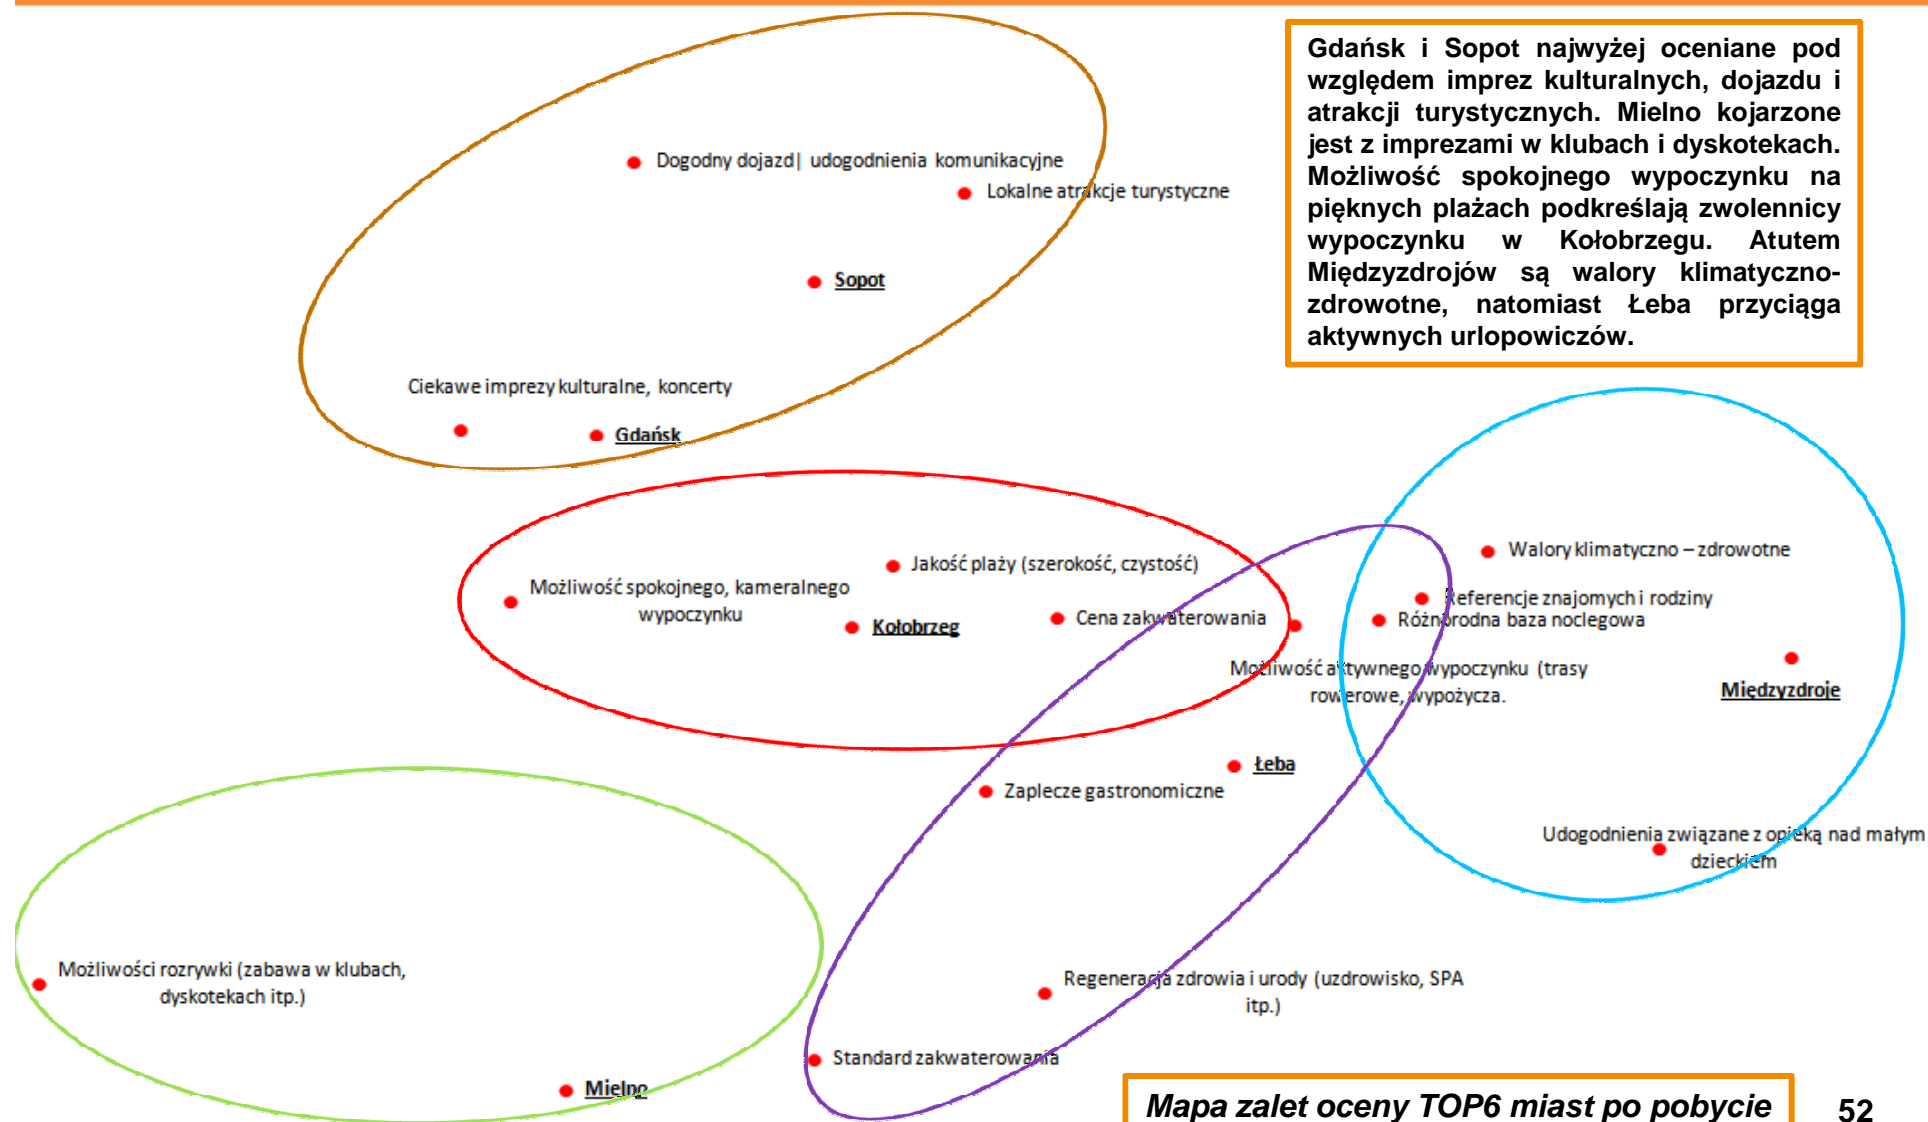 Gdańsk i Sopot najwyżej oceniane pod
względem imprez kulturalnych, dojazdu i
atrakcji turystycznych. Mielno kojarzone
jest z imprezami w klubach i dyskotekach.
Możliwość spokojnego wypoczynku na
pięknych plażach podkreślają zwolennicy
wypoczynku w Kołobrzegu. Atutem
Międzyzdrojów są walory klimatyczno-
zdrowotne, natomiast Łeba przyciąga
aktywnych urlopowiczów.
Dogodny dojazd| udogodnienia komunikacyjne
Lokalne atrakcje turystyczne
Sopot
Ciekawe imprezy kulturalne, koncerty
Gdańsk
Walory klimatyczno – zdrowotne
Jakość plaży (szerokość, czystość)
Możliwość spokojnego, kameralnego
wypoczynku
Referencje znajomych i rodziny
Cena zakwaterowania
Różnorodna baza noclegowa
Kołobrzeg
Możliwość aktywnego wypoczynku (trasy
rowerowe, wypożycza.
Międzyzdroje
Łeba
Zaplecze gastronomiczne
Udogodnienia związane z opieką nad małym
dzieckiem
Możliwości rozrywki (zabawa w klubach,
dyskotekach itp.)
Regeneracja zdrowia i urody (uzdrowisko, SPA
itp.)
Standard zakwaterowania
Mielno
Mapa zalet oceny TOP6 miast po pobycie
52